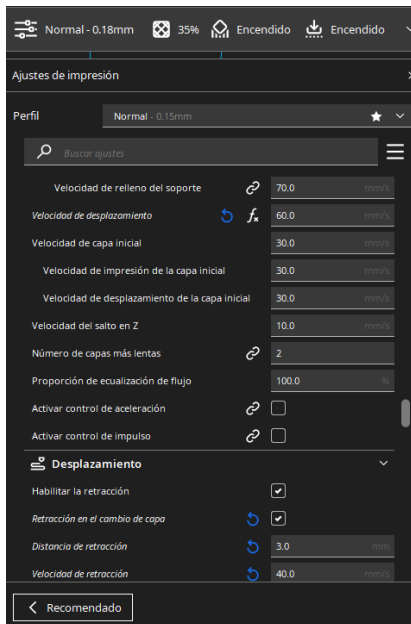 Normal - 0.18mm 35% Encendido Encendido
Ajustes de impresión
Perfil Normal - 0.15mm
Buscar ajustes
Velocidad de relleno del soporte 70.0 mm/s
Velocidad de desplazamiento 60.0 mm/s
Velocidad de capa inicial 30.0 mm/s
Velocidad de impresión de la capa inicial 30.0 mm/s
Velocidad de desplazamiento de la capa inicial 30.0 mm/s
Velocidad del salto en Z 10.0 mm/s
Número de capas más lentas 2
Proporción de ecualización de flujo 100.0 %
Activar control de aceleración
Activar control de impulso
Desplazamiento
Habilitar la retracción
Retracción en el cambio de capa
Distancia de retracción 3.0 mm
Velocidad de retracción 40.0 mm/s
Recomendado